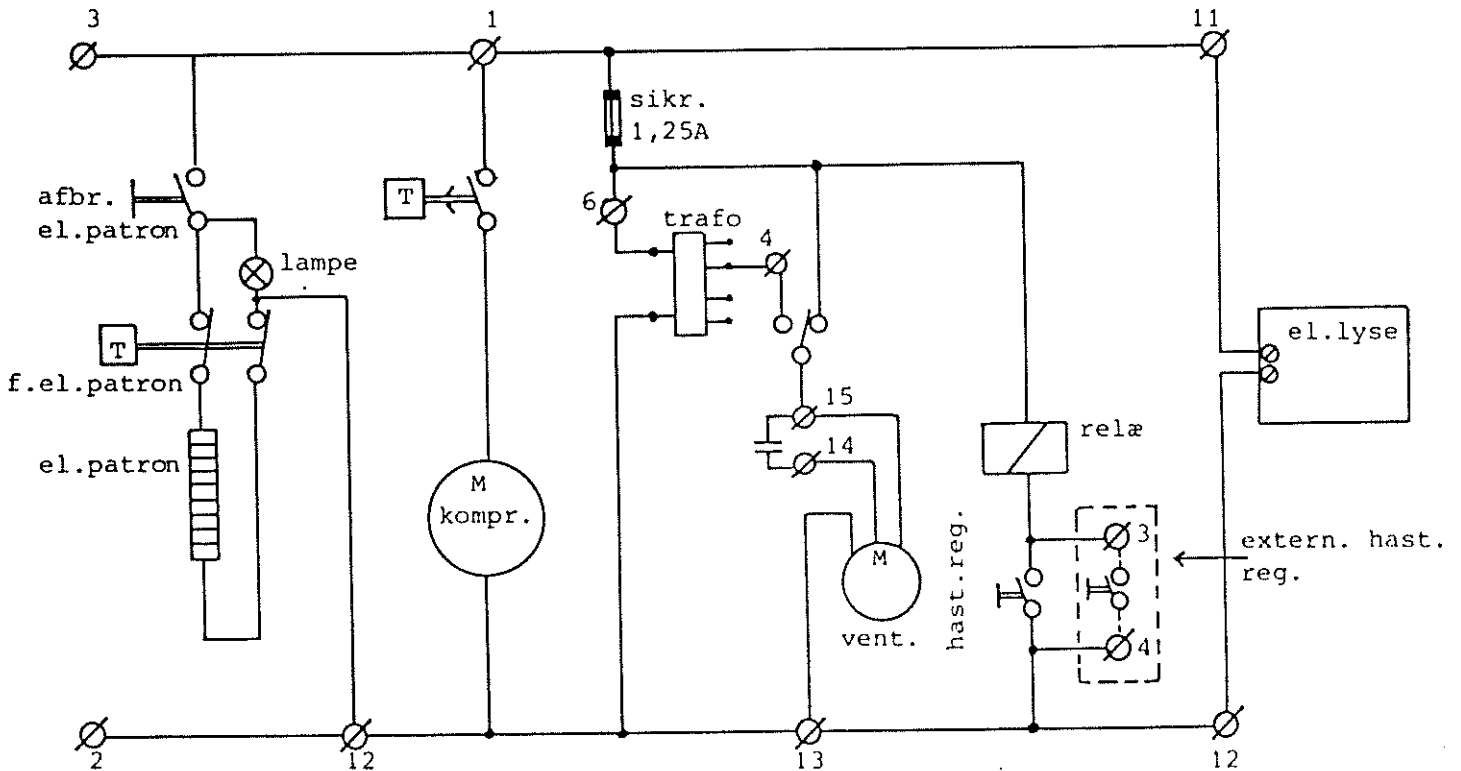 3
1
11
sikr.
1,25A
afbr.
el.patron
T
6
trafo
4
lampe
T
f.el.patron
el.lyse
15
14
relæ
el.patron
M
kompr.
M
vent.
hast.reg.
3
4
extern. hast.
reg.
2
12
13
12